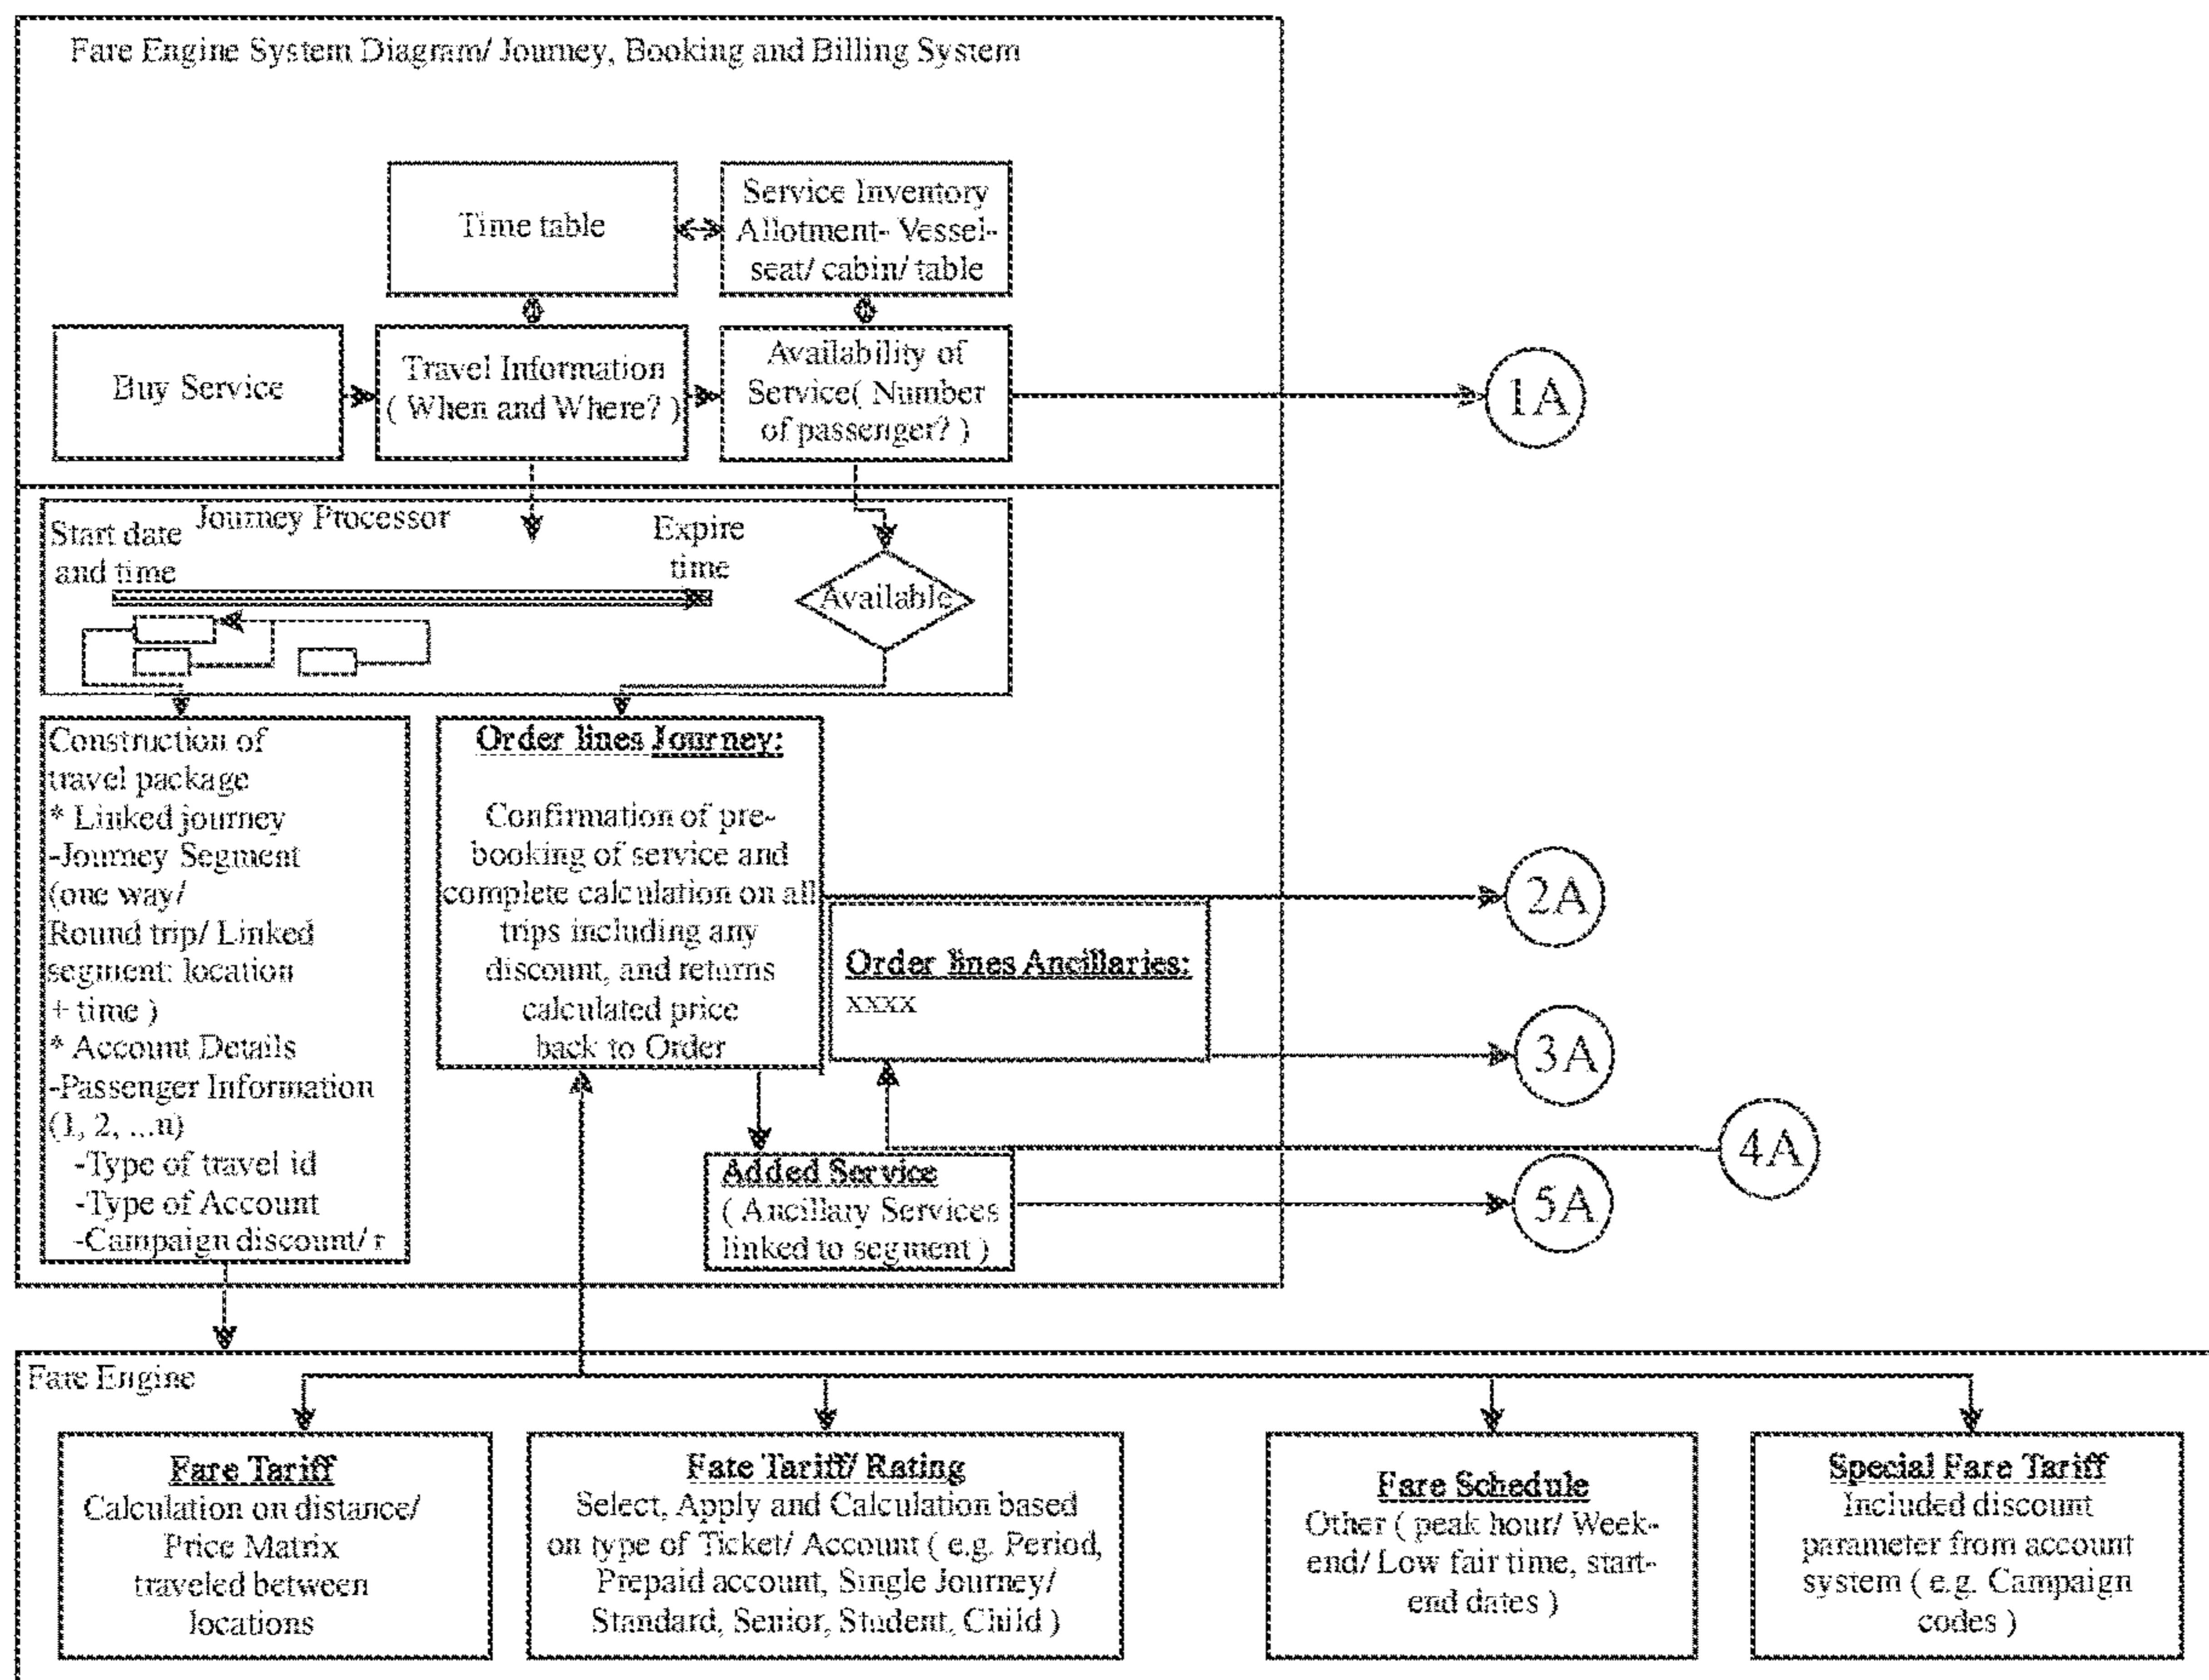 Fare Engine System Diagram/ Journey, Booking and Billing System
Time table
Service Inventory
Allotment- Vessel-
seat/ cabin/ table
Buy Service
Travel Information
( When and Where? )
Availability of
Service( Number
of passenger? )
1A
Journey Processor
Start date
and time
Expire
time
Available
Construction of
travel package
* Linked journey
-Journey Segment
(one way/
Round trip/ Linked
segment: location
+ time )
* Account Details
-Passenger Information
(1, 2, ...n)
-Type of travel id
-Type of Account
-Campaign discount/ r
Order lines Journey:
Confirmation of pre-
booking of service and
complete calculation on all
trips including any
discount, and returns
calculated price
back to Order
2A
Order lines Ancillaries:
xxxx
3A
4A
Added Service
( Ancillary Services
linked to segment )
5A
Fare Engine
Fare Tariff
Calculation on distance/
Price Matrix
traveled between
locations
Fate Tariff/ Rating
Select, Apply and Calculation based
on type of Ticket/ Account ( e.g. Period,
Prepaid account, Single Journey/
Standard, Senior, Student, Child )
Fare Schedule
Other ( peak hour/ Week-
end/ Low fair time, start-
end dates )
Special Fare Tariff
Included discount
parameter from account
system ( e.g. Campaign
codes )